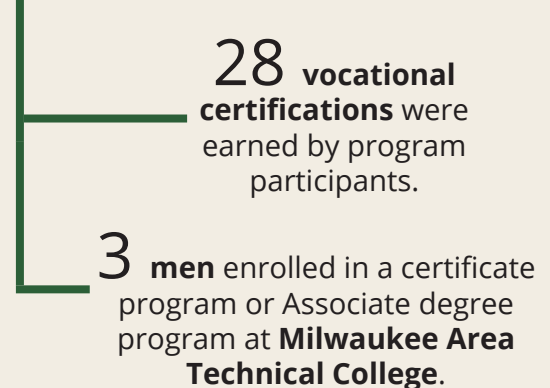 28 vocational
certifications were
earned by program
participants.
3 men enrolled in a certificate
program or Associate degree
program at Milwaukee Area
Technical College.